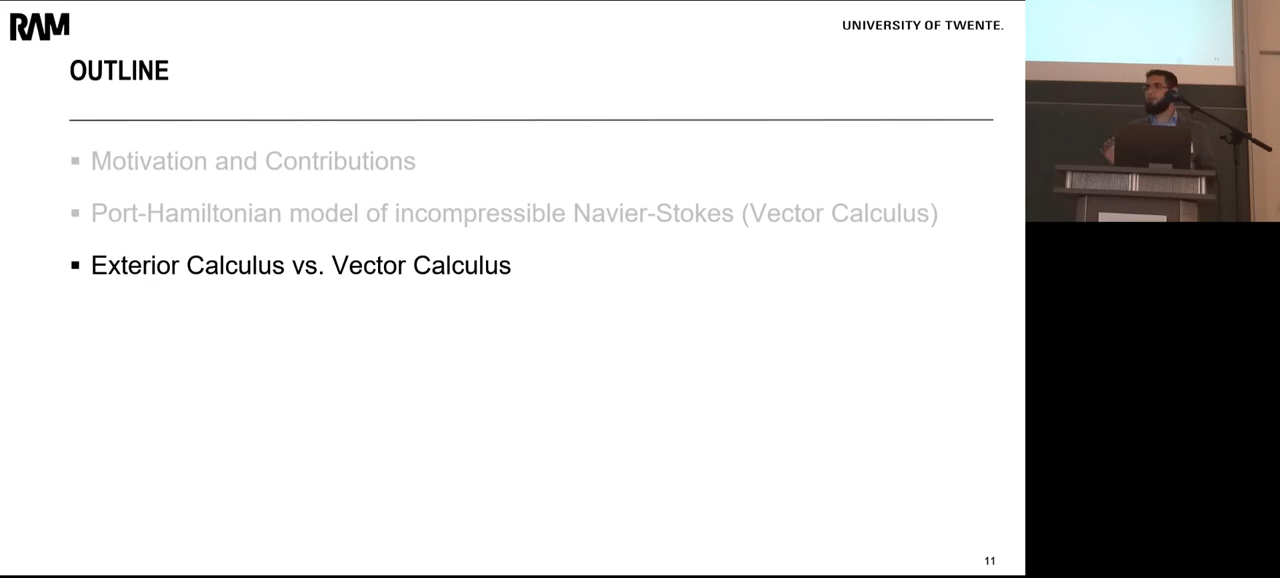 RAM
UNIVERSITY OF TWENTE.
OUTLINE
▪ Motivation and Contributions
▪ Port-Hamiltonian model of incompressible Navier-Stokes (Vector Calculus)
▪ Exterior Calculus vs. Vector Calculus
11